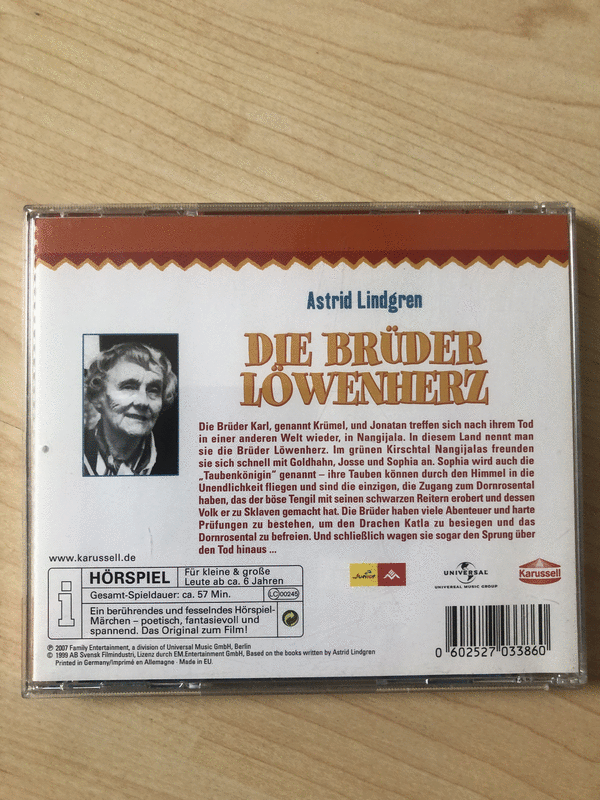 Astrid Lindgren
DIE BRÜDER
LÖWENHERZ
Die Brüder Karl, genannt Krümel, und Jonatan treffen sich nach ihrem Tod
in einer anderen Welt wieder, in Nangijala. In diesem Land nennt man
sie die Brüder Löwenherz. Im grünen Kirschtal Nangijalas freunden
sie sich schnell mit Goldhahn, Josse und Sophia an. Sophia wird auch die
„Taubenkönigin" genannt – ihre Tauben können durch den Himmel in die
Unendlichkeit fliegen und sind die einzigen, die Zugang zum Dornrosental
haben, das der böse Tengil mit seinen schwarzen Reitern erobert und dessen
Volk er zu Sklaven gemacht hat. Die Brüder haben viele Abenteuer und harte
Prüfungen zu bestehen, um den Drachen Katla zu besiegen und das
Dornrosental zu befreien. Und schließlich wagen sie sogar den Sprung über
den Tod hinaus ...
www.karussell.de
i
HÖRSPIEL
Für kleine & große
Leute ab ca. 6 Jahren
Gesamt-Spieldauer: ca. 57 Min.
LC 00245
Ein berührendes und fesselndes Hörspiel-
Märchen – poetisch, fantasievoll und
spannend. Das Original zum Film!
JUNIOR
UNIVERSAL
UNIVERSAL MUSIC GROUP
Karussell
0 602527 033860
℗ 2007 Family Entertainment, a division of Universal Music GmbH, Berlin
© 1999 AB Svensk Filmindustri, Lizenz durch EM.Entertainment GmbH, Based on the books written by Astrid Lindgren
Printed in Germany/Imprimé en Allemagne · Made in EU.